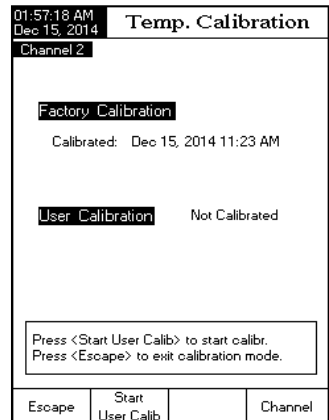 01:57:18 AM
Dec 15, 2014
Temp. Calibration
Channel 2
Factory Calibration
Calibrated: Dec 15, 2014 11:23 AM
User Calibration Not Calibrated
Press <Start User Calib> to start calibr.
Press <Escape> to exit calibration mode.
Escape
Start
User Calib
Channel